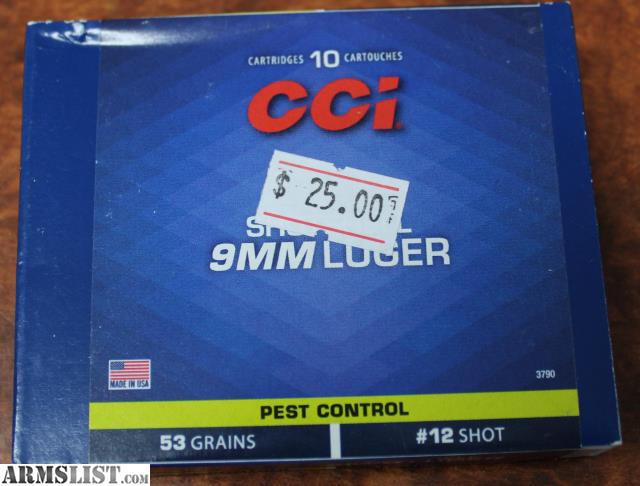 CARTRIDGES 10 CARTOUCHES
CCI
$ 25.00
9MM LUGER
MADE IN USA
3790
PEST CONTROL
53 GRAINS
#12 SHOT
ARMSLIST.com